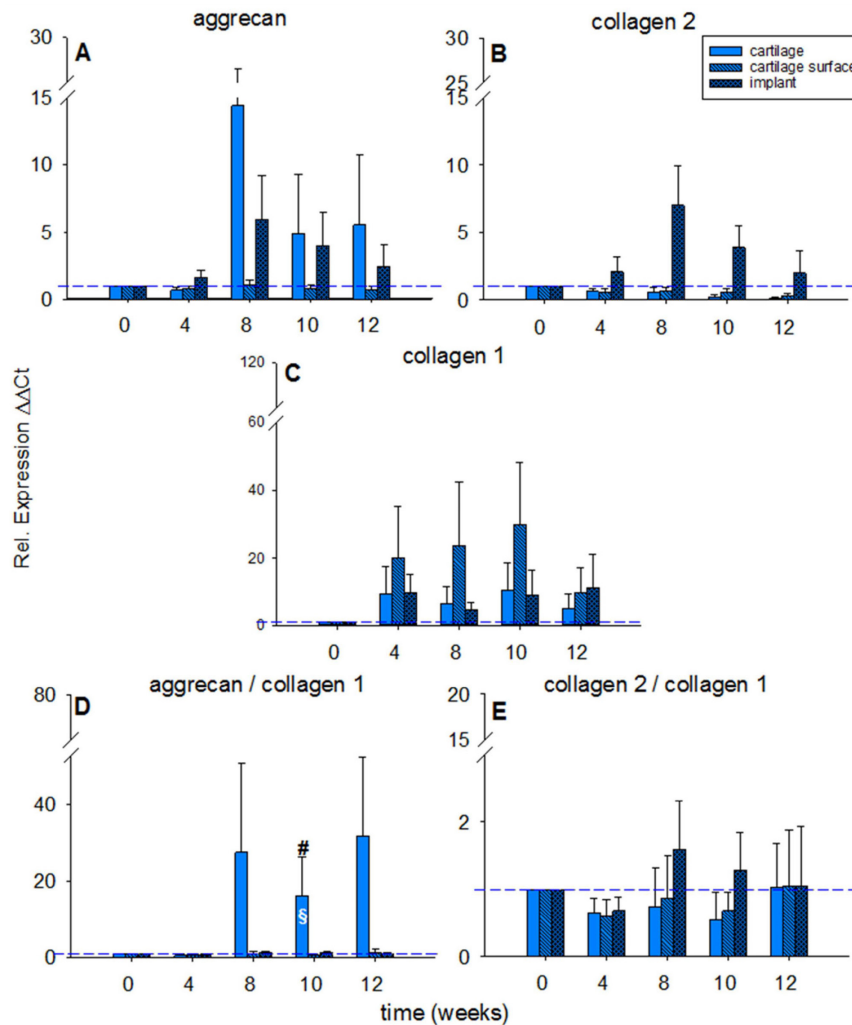 aggrecan
collagen 2
A
B
cartilage
cartilage surface
implant
30
15
10
5
0
0 4 8 10 12
30
25
15
10
5
0
0 4 8 10 12
collagen 1
C
120
60
40
20
0
0 4 8 10 12
Rel. Expression ΔΔCt
aggrecan / collagen 1
collagen 2 / collagen 1
D
E
80
40
20
0
#
§
0 4 8 10 12
20
15
2
0
0 4 8 10 12
time (weeks)